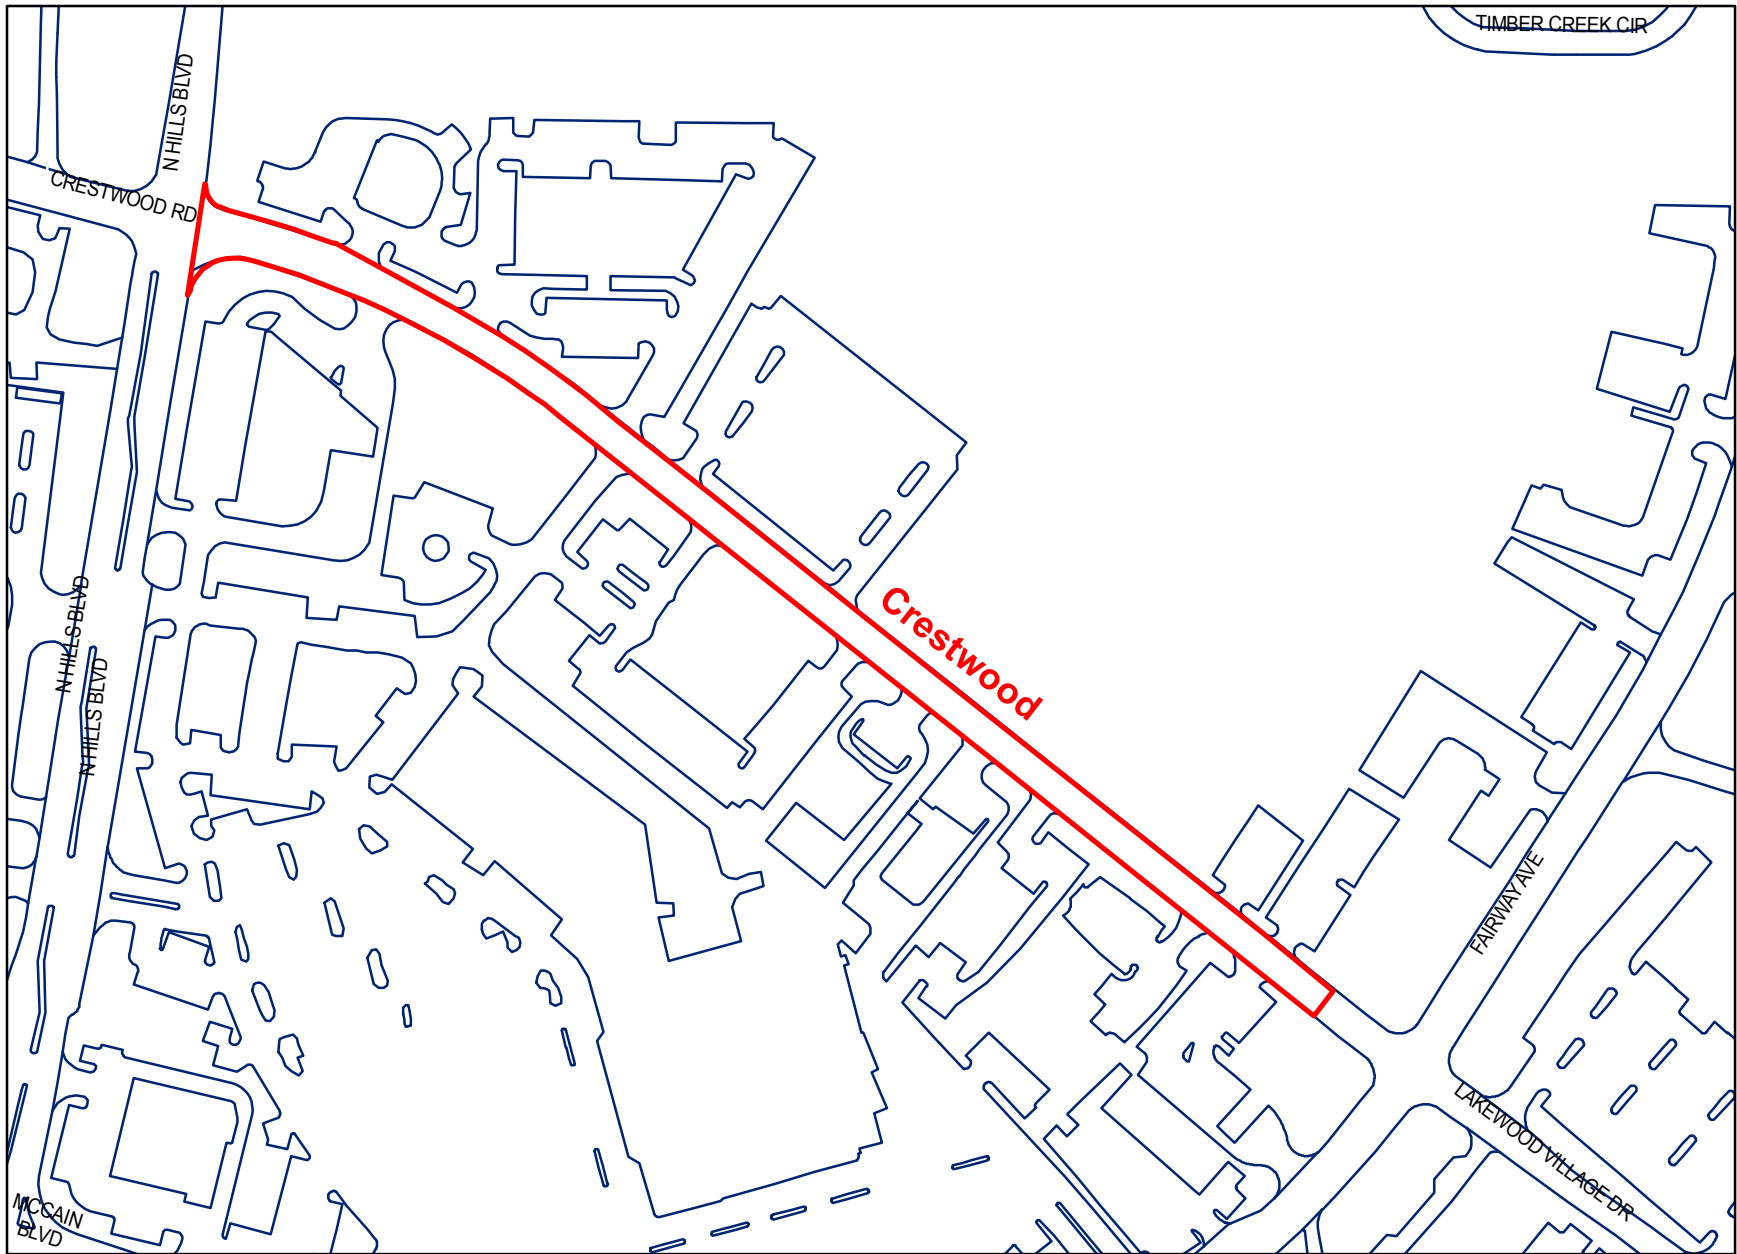 TIMBER CREEK CIR
N HILLS BLVD
CRESTWOOD RD
N HILLS BLVD
N HILLS BLVD
Crestwood
FAIRWAY AVE
LAKEWOOD VILLAGE DR
MCCAIN
BLVD